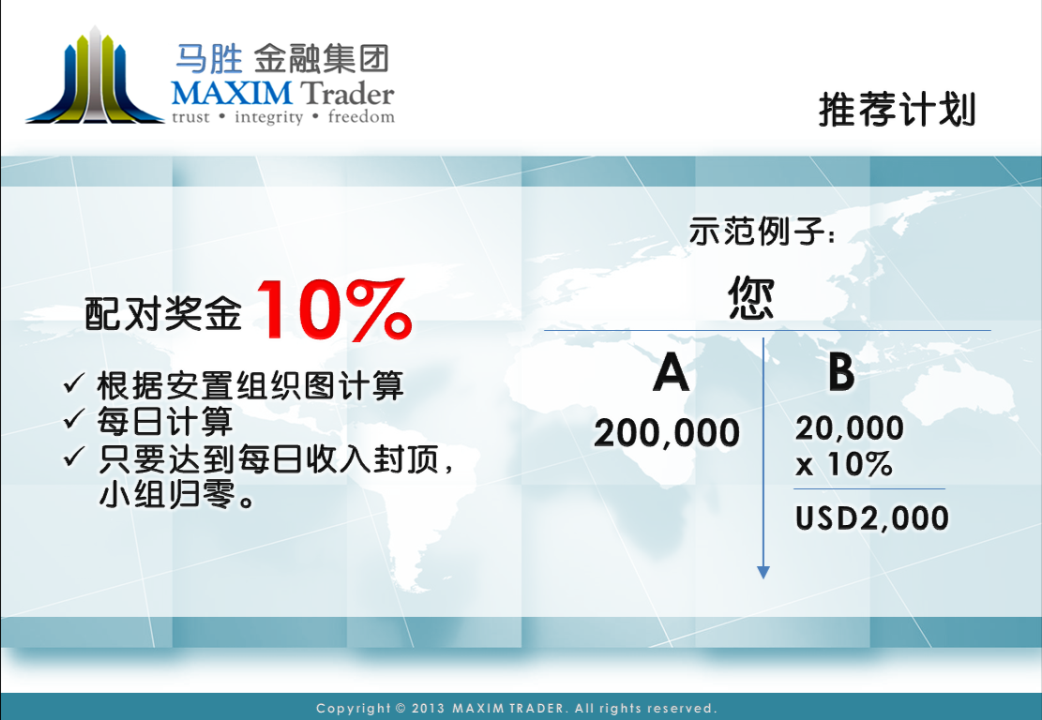 马胜 金融集团
MAXIM Trader
trust • integrity • freedom
推荐计划
配对奖金 10%
✓ 根据安置组织图计算
✓ 每日计算
✓ 只要达到每日收入封顶，
小组归零。
示范例子:
您
A
200,000
B
20,000
x 10%
USD2,000
Copyright © 2013 MAXIM TRADER. All rights reserved.